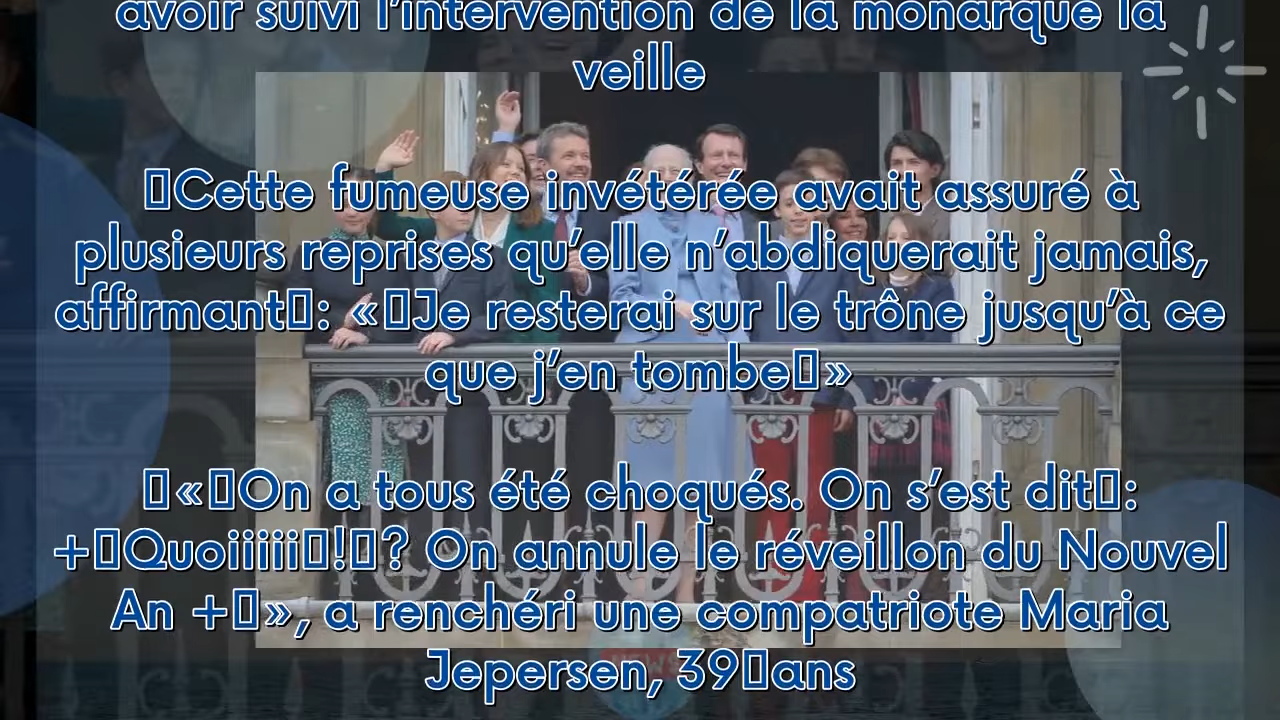 avoir suivi l'intervention de la monarque la
veille
▯Cette fumeuse invétérée avait assuré à
plusieurs reprises qu'elle n'abdiquerait jamais,
affirmant▯: «▯Je resterai sur le trône jusqu'à ce
que j'en tombe▯»
▯«▯On a tous été choqués. On s'est dit▯:
+▯Quoiiiiii▯!▯? On annule le réveillon du Nouvel
An +▯», a renchéri une compatriote Maria
Jepersen, 39▯ans
NEWS